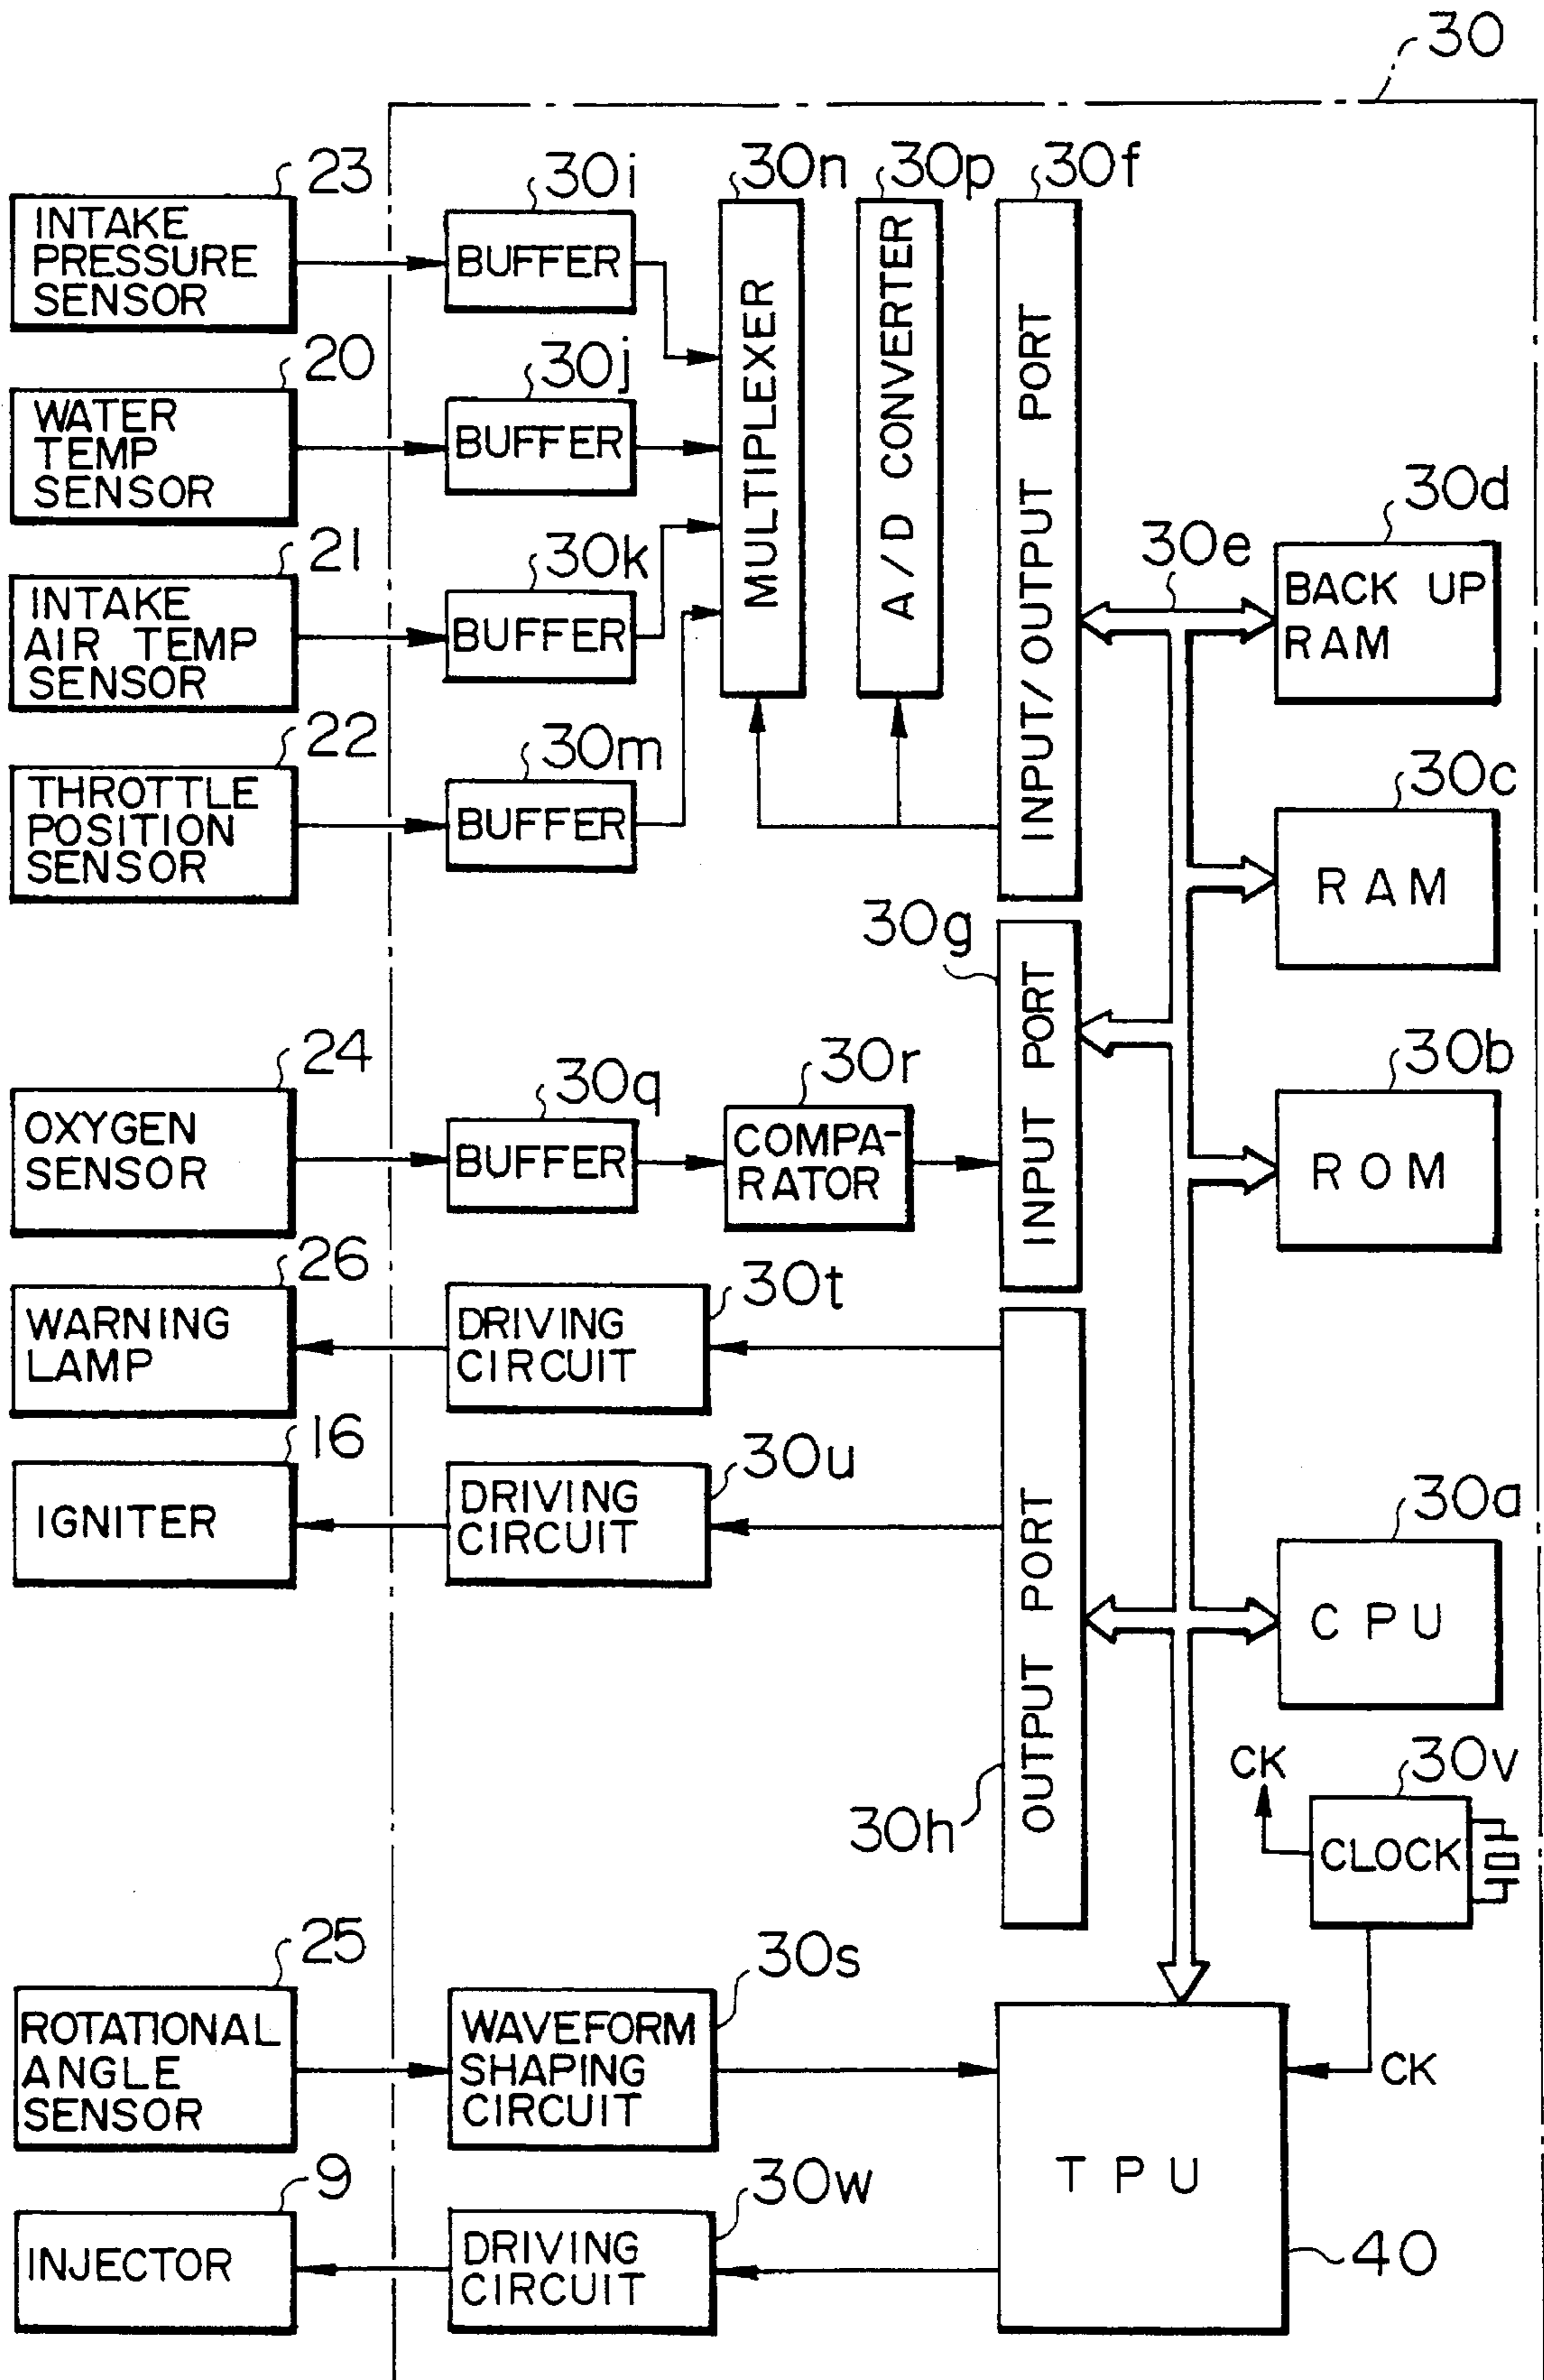 30
23
INTAKE
PRESSURE
SENSOR
30i
BUFFER
30n
MULTIPLEXER
30p
A/D CONVERTER
30f
INPUT/OUTPUT PORT
20
WATER
TEMP
SENSOR
30j
BUFFER
21
INTAKE
AIR TEMP
SENSOR
30k
BUFFER
22
THROTTLE
POSITION
SENSOR
30m
BUFFER
30e
30d
BACK UP
RAM
30c
RAM
30g
INPUT PORT
24
OXYGEN
SENSOR
30q
BUFFER
30r
COMPA-
RATOR
30b
ROM
26
WARNING
LAMP
30t
DRIVING
CIRCUIT
16
IGNITER
30u
DRIVING
CIRCUIT
OUTPUT PORT
30h
30a
CPU
CK
30v
CLOCK
25
ROTATIONAL
ANGLE
SENSOR
30s
WAVEFORM
SHAPING
CIRCUIT
CK
TPU
40
9
INJECTOR
30w
DRIVING
CIRCUIT